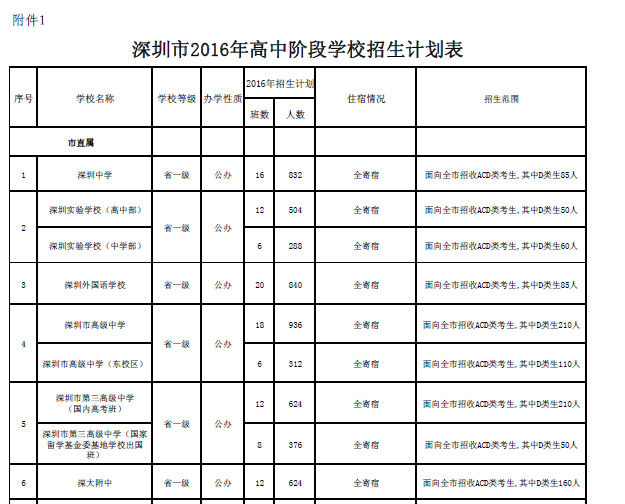 附件1
深圳市2016年高中阶段学校招生计划表
序号 学校名称 学校等级 办学性质 2016年招生计划 住宿情况 招生范围
班数 人数
市直属
1 深圳中学 省一级 公办 16 832 全寄宿 面向全市招收ACD类考生,其中D类生85人
2 深圳实验学校（高中部） 省一级 公办 12 504 全寄宿 面向全市招收ACD类考生,其中D类生50人
深圳实验学校（中学部） 6 288 全寄宿 面向全市招收ACD类考生,其中D类生60人
3 深圳外国语学校 省一级 公办 20 840 全寄宿 面向全市招收ACD类考生,其中D类生85人
4 深圳市高级中学 省一级 公办 18 936 全寄宿 面向全市招收ACD类考生,其中D类生210人
深圳市高级中学（东校区） 6 312 全寄宿 面向全市招收ACD类考生,其中D类生110人
5 深圳市第三高级中学
（国内高考班） 省一级 公办 12 624 全寄宿 面向全市招收ACD类考生,其中D类生210人
深圳市第三高级中学（国家
留学基金委基地学校出国
班） 8 376 全寄宿 面向全市招收ACD类考生,其中D类生50人
6 深大附中 省一级 公办 12 624 全寄宿 面向全市招收ACD类考生,其中D类生160人